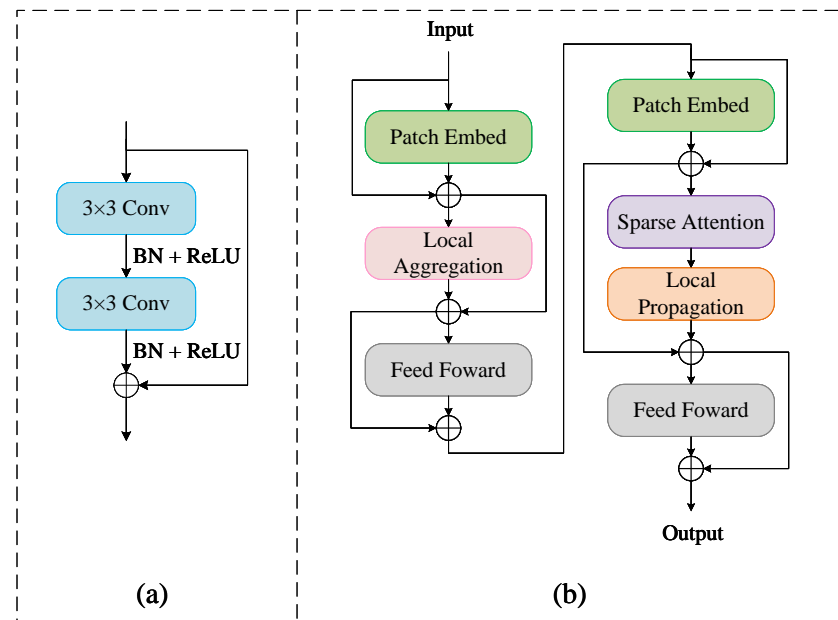 3×3 Conv
BN + ReLU
3×3 Conv
BN + ReLU
(a)
Input
Patch Embed
Local
Aggregation
Feed Foward
Patch Embed
Sparse Attention
Local
Propagation
Feed Foward
Output
(b)